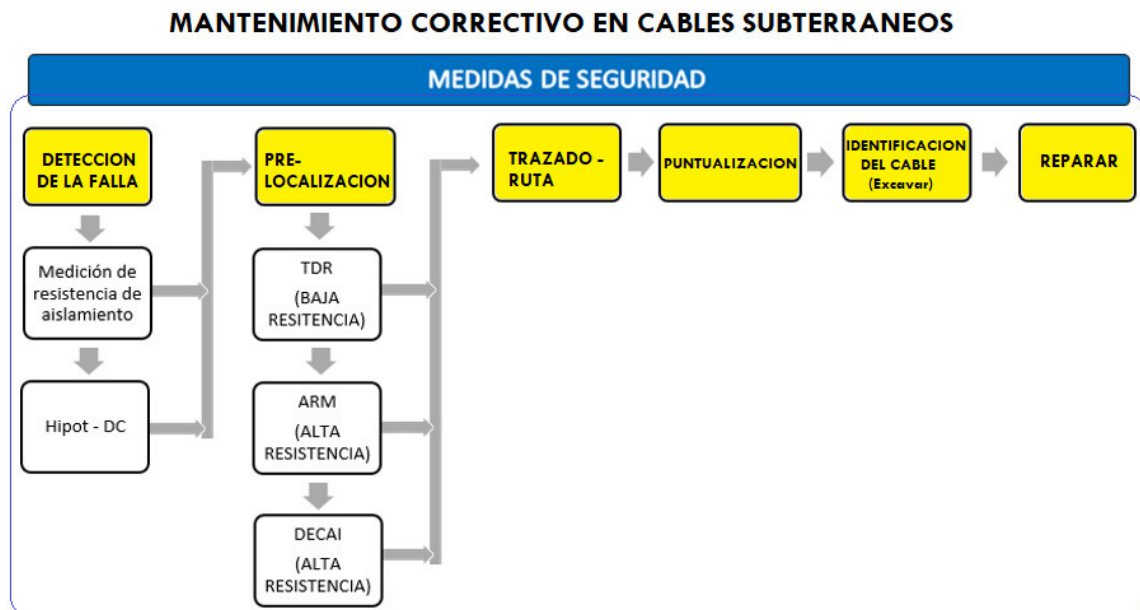 MANTENIMIENTO CORRECTIVO EN CABLES SUBTERRANEOS
MEDIDAS DE SEGURIDAD
DETECCION
DE LA FALLA
Medición de
resistencia de
aislamiento
Hipot - DC
PRE-
LOCALIZACION
TDR
(BAJA
RESITENCIA)
ARM
(ALTA
RESISTENCIA)
DECAI
(ALTA
RESISTENCIA)
TRAZADO -
RUTA
PUNTUALIZACION
IDENTIFICACION
DEL CABLE
(Excavar)
REPARAR